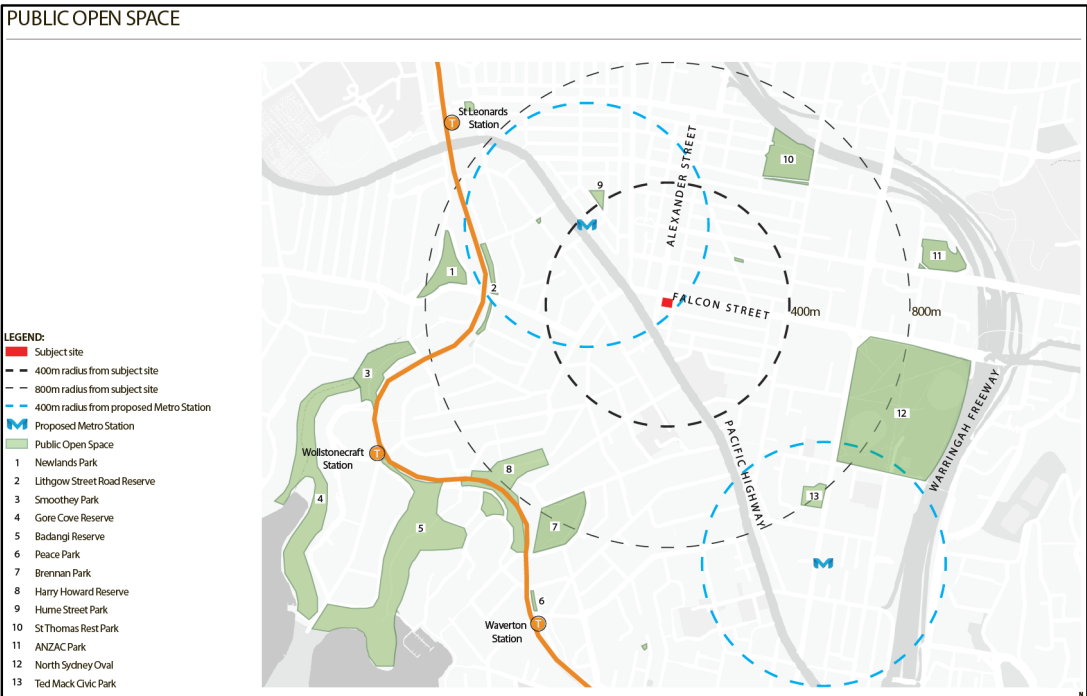 PUBLIC OPEN SPACE
St Leonards
Station
T
10
9
ALEXANDER STREET
M
11
1
2
FALCON STREET
400m
800m
LEGEND:
Subject site
400m radius from subject site
800m radius from subject site
400m radius from proposed Metro Station
M Proposed Metro Station
Public Open Space
1 Newlands Park
2 Lithgow Street Road Reserve
3 Smoothey Park
4 Gore Cove Reserve
5 Badangi Reserve
6 Peace Park
7 Brennan Park
8 Harry Howard Reserve
9 Hume Street Park
10 St Thomas Rest Park
11 ANZAC Park
12 North Sydney Oval
13 Ted Mack Civic Park
3
12
WARRINGAH FREEWAY
PACIFIC HIGHWAY
Wollstonecraft
Station
T
8
4
13
5
7
M
6
Waverton
Station
T
N